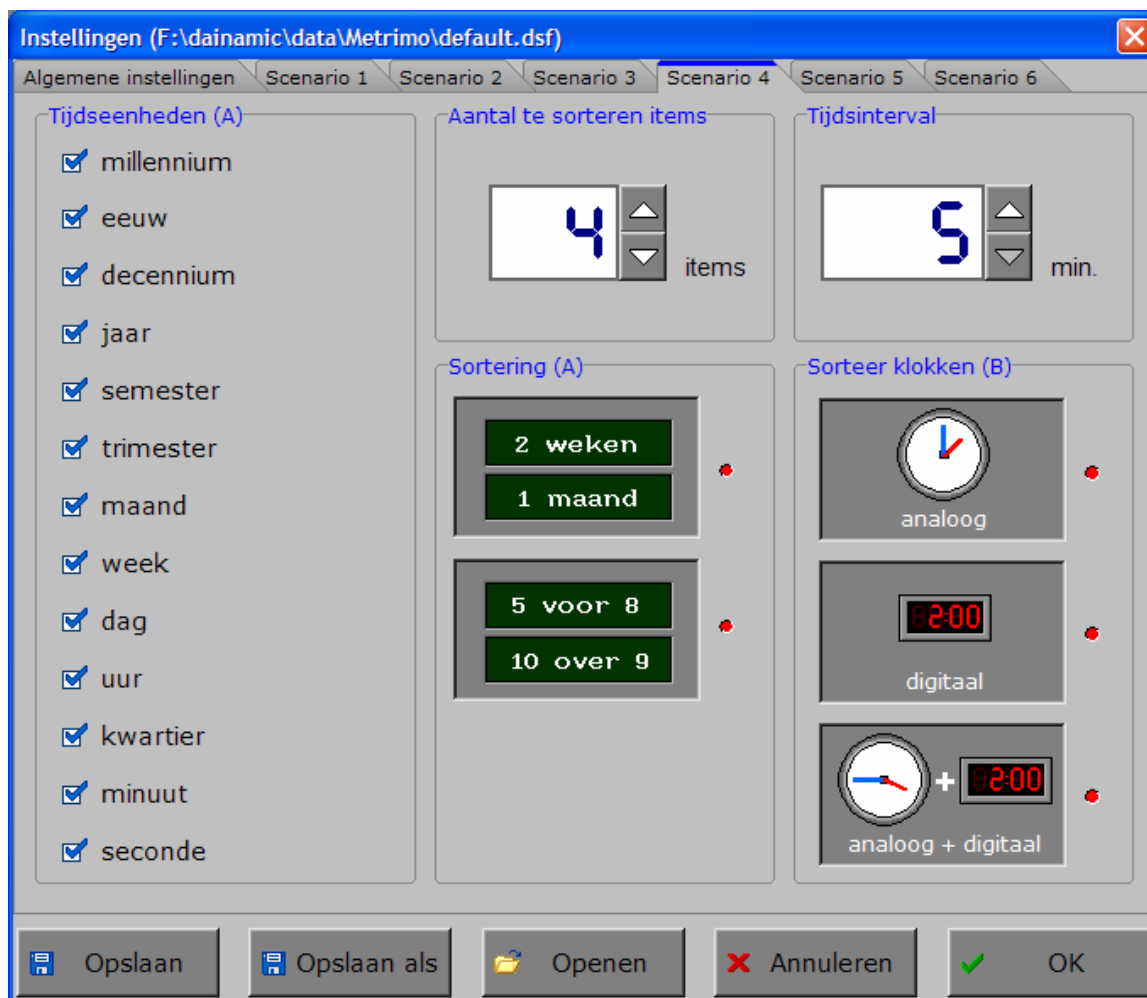 Instellingen (F:\dainamic\data\Metrimo\default.dsf)
Algemene instellingen Scenario 1 Scenario 2 Scenario 3 Scenario 4 Scenario 5 Scenario 6
Tijdseenheden (A)
millennium
eeuw
decennium
jaar
semester
trimester
maand
week
dag
uur
kwartier
minuut
seconde
Aantal te sorteren items
4 items
Tijdsinterval
5 min.
Sortering (A)
2 weken
1 maand
5 voor 8
10 over 9
Sorteer klokken (B)
analoog
2:00
digitaal
+ 2:00
analoog + digitaal
Opslaan Opslaan als Openen Annuleren OK